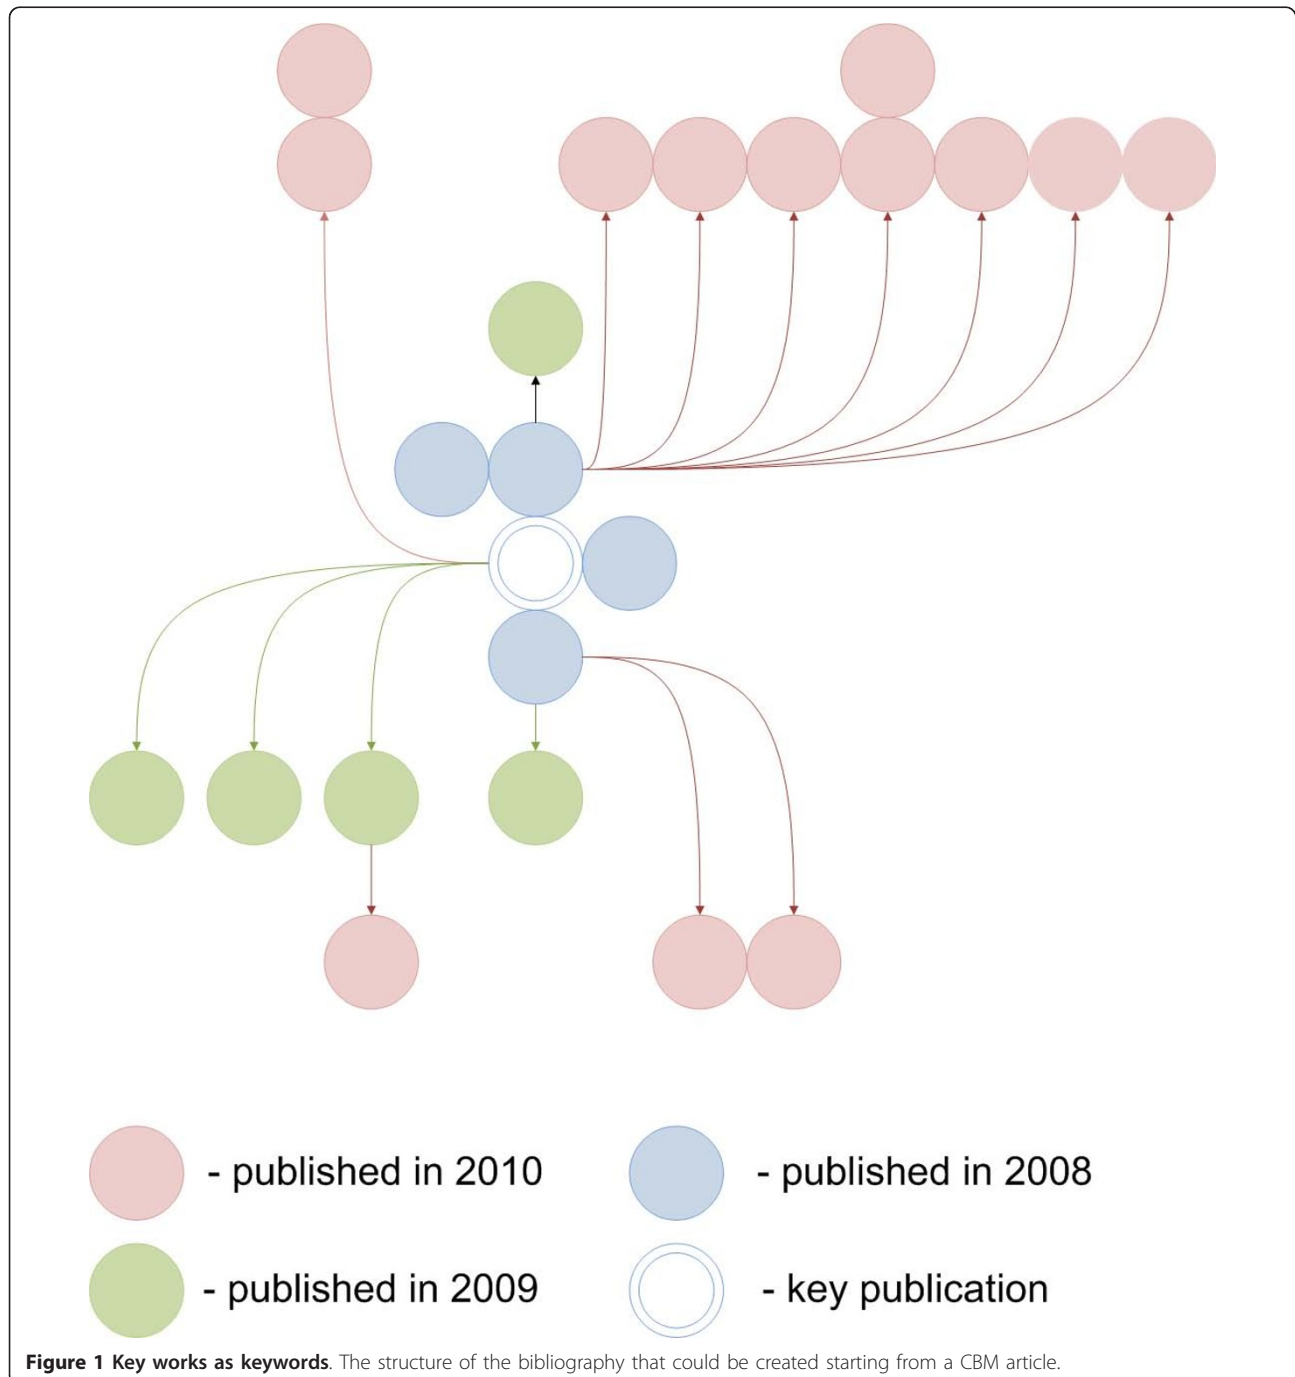 - published in 2010
- published in 2008
- published in 2009
- key publication
Figure 1 Key works as keywords. The structure of the bibliography that could be created starting from a CBM article.